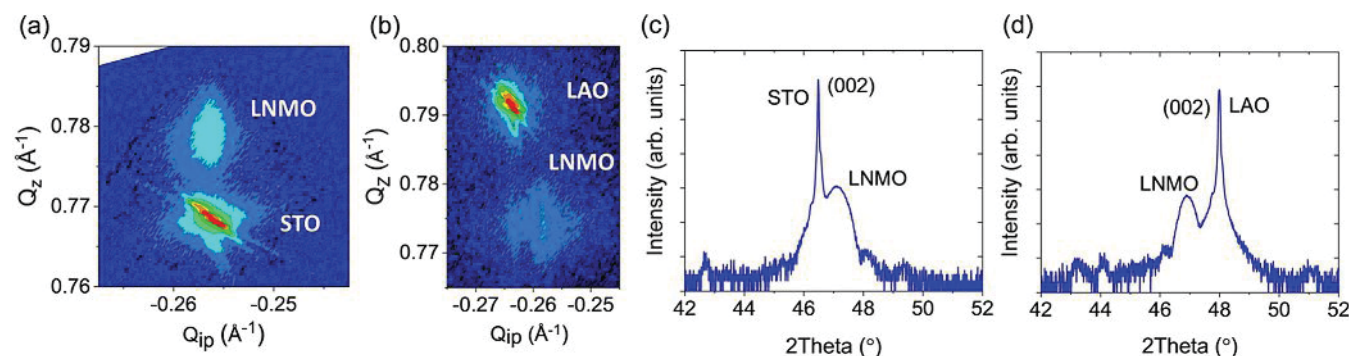 (a)
0.79
0.78
0.77
0.76
Q_z (Å⁻¹)
LNMO
STO
-0.26 -0.25
Q_ip (Å⁻¹)
(b)
0.80
0.79
0.78
0.77
Q_z (Å⁻¹)
LAO
LNMO
-0.27 -0.26 -0.25
Q_ip (Å⁻¹)
(c)
Intensity (arb. units)
STO (002)
LNMO
42 44 46 48 50 52
2Theta (°)
(d)
Intensity (arb. units)
(002) LAO
LNMO
42 44 46 48 50 52
2Theta (°)